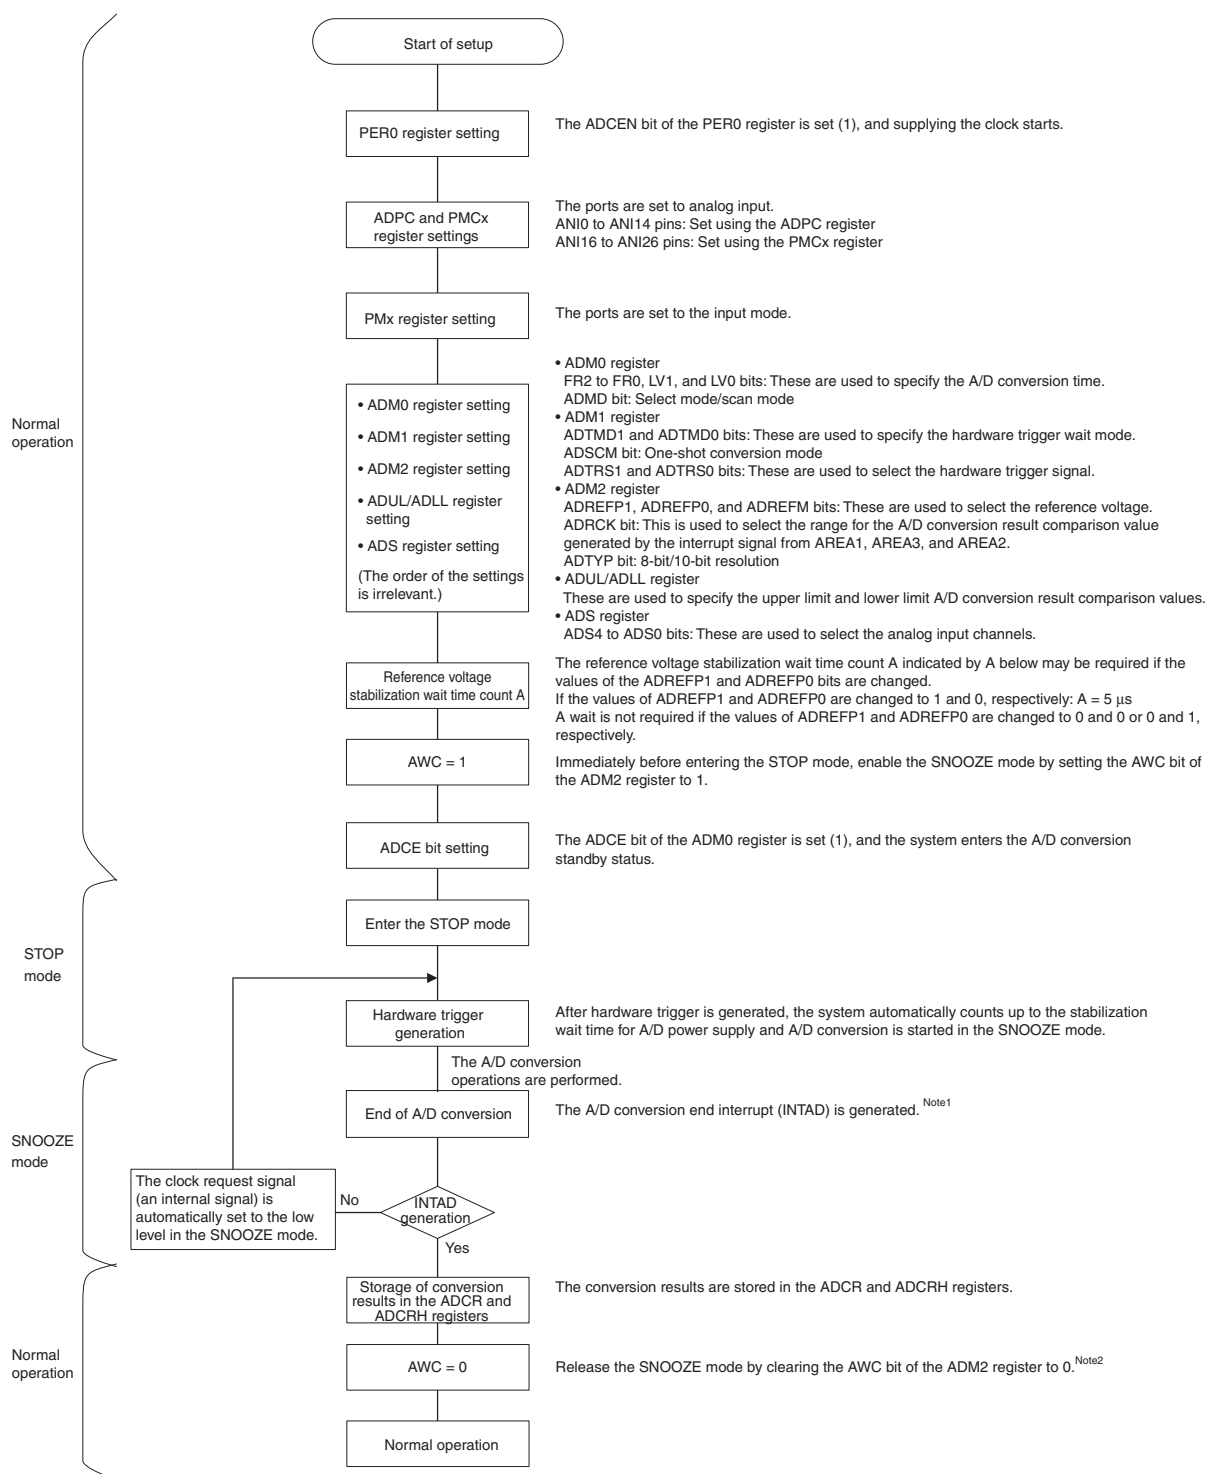 Start of setup
PER0 register setting
The ADCEN bit of the PER0 register is set (1), and supplying the clock starts.
ADPC and PMCx
register settings
The ports are set to analog input.
ANI0 to ANI14 pins: Set using the ADPC register
ANI16 to ANI26 pins: Set using the PMCx register
PMx register setting
The ports are set to the input mode.
Normal
operation
• ADM0 register setting
• ADM1 register setting
• ADM2 register setting
• ADUL/ADLL register
setting
• ADS register setting
(The order of the settings
is irrelevant.)
• ADM0 register
FR2 to FR0, LV1, and LV0 bits: These are used to specify the A/D conversion time.
ADMD bit: Select mode/scan mode
• ADM1 register
ADTMD1 and ADTMD0 bits: These are used to specify the hardware trigger wait mode.
ADSCM bit: One-shot conversion mode
ADTRS1 and ADTRS0 bits: These are used to select the hardware trigger signal.
• ADM2 register
ADREFP1, ADREFP0, and ADREFM bits: These are used to select the reference voltage.
ADRCK bit: This is used to select the range for the A/D conversion result comparison value
generated by the interrupt signal from AREA1, AREA3, and AREA2.
ADTYP bit: 8-bit/10-bit resolution
• ADUL/ADLL register
These are used to specify the upper limit and lower limit A/D conversion result comparison values.
• ADS register
ADS4 to ADS0 bits: These are used to select the analog input channels.
Reference voltage
stabilization wait time count A
The reference voltage stabilization wait time count A indicated by A below may be required if the
values of the ADREFP1 and ADREFP0 bits are changed.
If the values of ADREFP1 and ADREFP0 are changed to 1 and 0, respectively: A = 5 μs
A wait is not required if the values of ADREFP1 and ADREFP0 are changed to 0 and 0 or 0 and 1,
respectively.
AWC = 1
Immediately before entering the STOP mode, enable the SNOOZE mode by setting the AWC bit of
the ADM2 register to 1.
ADCE bit setting
The ADCE bit of the ADM0 register is set (1), and the system enters the A/D conversion
standby status.
Enter the STOP mode
STOP
mode
Hardware trigger
generation
After hardware trigger is generated, the system automatically counts up to the stabilization
wait time for A/D power supply and A/D conversion is started in the SNOOZE mode.
The A/D conversion
operations are performed.
End of A/D conversion
The A/D conversion end interrupt (INTAD) is generated. Note1
SNOOZE
mode
The clock request signal
(an internal signal) is
automatically set to the low
level in the SNOOZE mode.
No
INTAD
generation
Yes
Storage of conversion
results in the ADCR and
ADCRH registers
The conversion results are stored in the ADCR and ADCRH registers.
Normal
operation
AWC = 0
Release the SNOOZE mode by clearing the AWC bit of the ADM2 register to 0.Note2
Normal operation